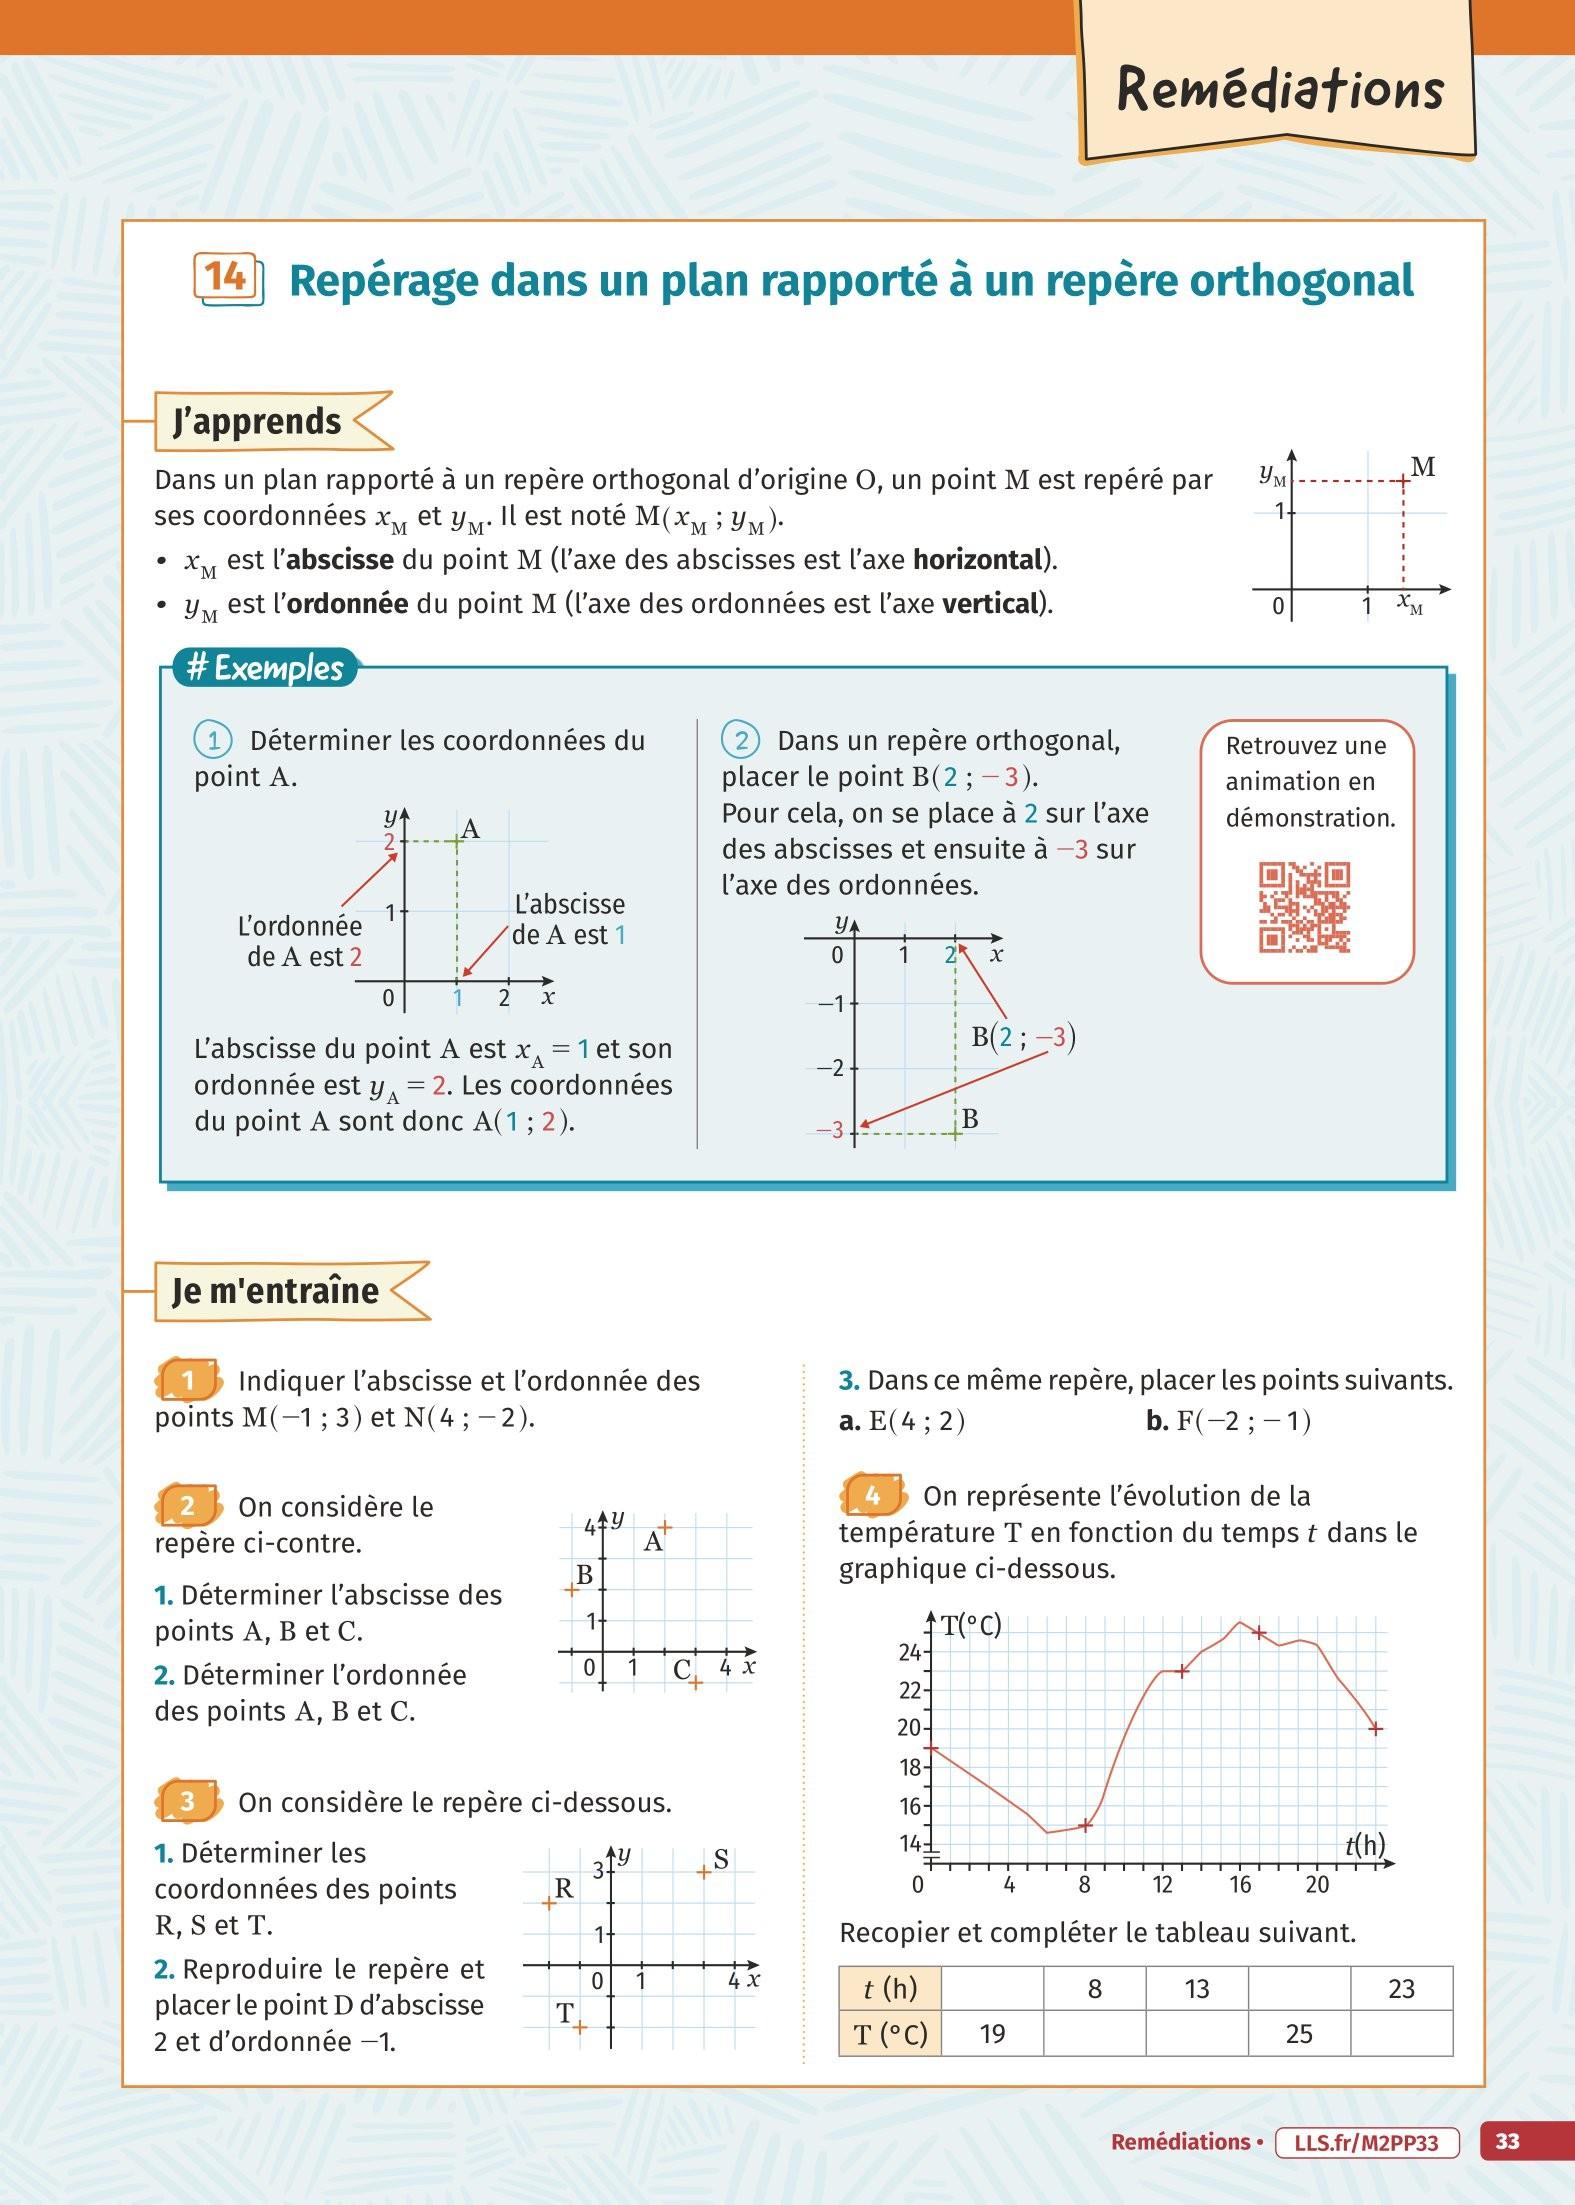 Remédiations
14 Repérage dans un plan rapporté à un repère orthogonal
J'apprends
Dans un plan rapporté à un repère orthogonal d'origine O, un point M est repéré par
ses coordonnées xM et yM. Il est noté M(xM ; yM).
• xM est l'abscisse du point M (l'axe des abscisses est l'axe horizontal).
• yM est l'ordonnée du point M (l'axe des ordonnées est l'axe vertical).
yM
M
1
0
1
xM
# Exemples
1 Déterminer les coordonnées du
point A.
y
2
A
1
L'ordonnée
de A est 2
L'abscisse
de A est 1
0
1
2
x
L'abscisse du point A est xA = 1 et son
ordonnée est yA = 2. Les coordonnées
du point A sont donc A(1 ; 2).
2 Dans un repère orthogonal,
placer le point B(2 ; −3).
Pour cela, on se place à 2 sur l'axe
des abscisses et ensuite à −3 sur
l'axe des ordonnées.
y
0
1
2
x
−1
B(2 ; −3)
−2
−3
B
Retrouvez une
animation en
démonstration.
Je m'entraîne
1 Indiquer l'abscisse et l'ordonnée des
points M(−1 ; 3) et N(4 ; −2).
2 On considère le
repère ci-contre.
1. Déterminer l'abscisse des
points A, B et C.
2. Déterminer l'ordonnée
des points A, B et C.
4
y
A
B
1
0
1
C
4
x
3 On considère le repère ci-dessous.
1. Déterminer les
coordonnées des points
R, S et T.
2. Reproduire le repère et
placer le point D d'abscisse
2 et d'ordonnée −1.
y
3
S
R
1
0
1
4
x
T
3. Dans ce même repère, placer les points suivants.
a. E(4 ; 2) b. F(−2 ; −1)
4 On représente l'évolution de la
température T en fonction du temps t dans le
graphique ci-dessous.
T(°C)
24
22
20
18
16
14
t(h)
0 4 8 12 16 20
Recopier et compléter le tableau suivant.
t (h) 8 13 23
T (°C) 19 25
Remédiations • LLS.fr/M2PP33 33